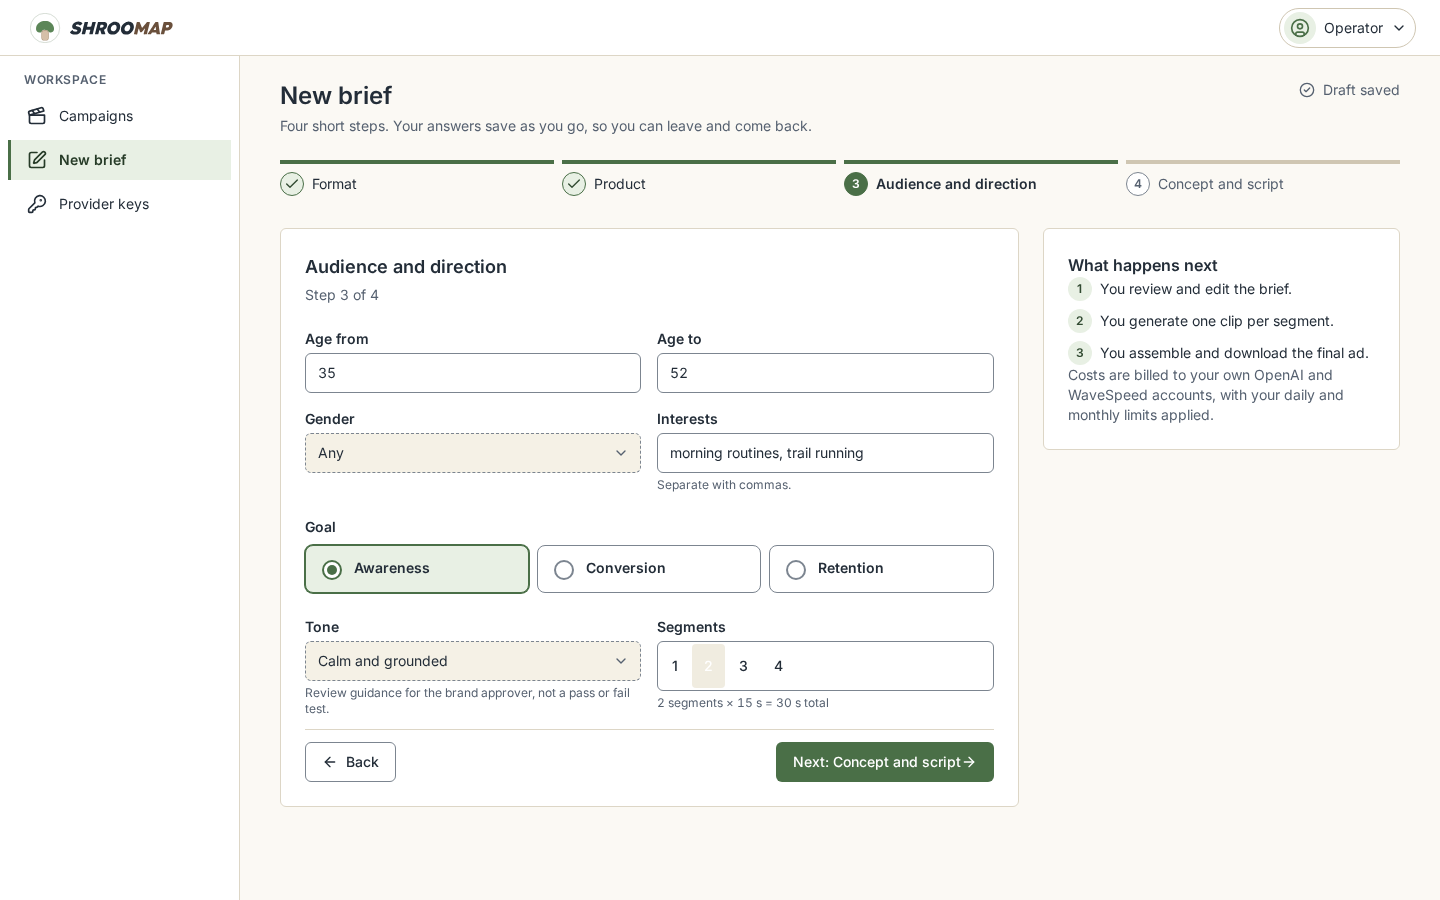 SHROOMAP
Operator
WORKSPACE
Campaigns
New brief
Provider keys
New brief
Four short steps. Your answers save as you go, so you can leave and come back.
Draft saved
Format
Product
3 Audience and direction
4 Concept and script
Audience and direction
Step 3 of 4
Age from
35
Age to
52
Gender
Any
Interests
morning routines, trail running
Separate with commas.
Goal
Awareness
Conversion
Retention
Tone
Calm and grounded
Review guidance for the brand approver, not a pass or fail
test.
Segments
1 2 3 4
2 segments × 15 s = 30 s total
Back
Next: Concept and script
What happens next
1 You review and edit the brief.
2 You generate one clip per segment.
3 You assemble and download the final ad.
Costs are billed to your own OpenAI and
WaveSpeed accounts, with your daily and
monthly limits applied.